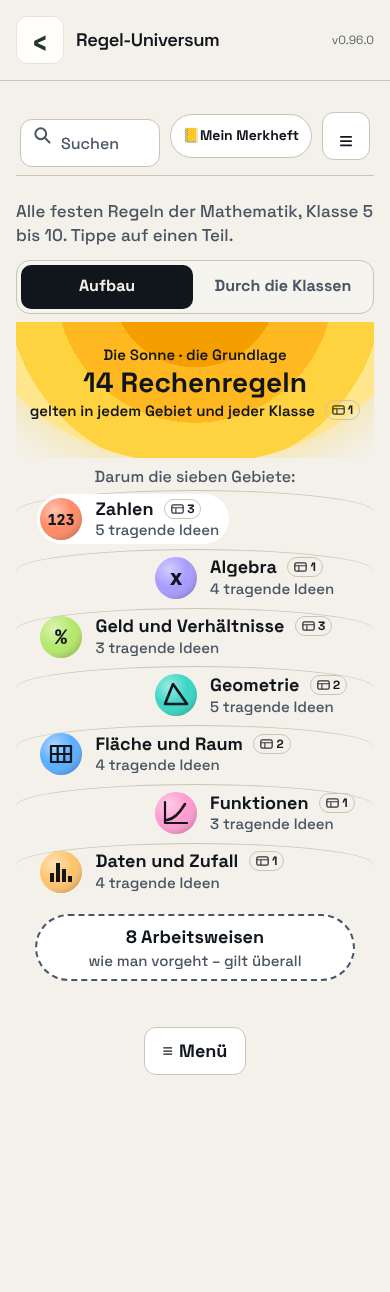 <
Regel-Universum
v0.96.0
Suchen
Mein Merkheft
≡
Alle festen Regeln der Mathematik, Klasse 5
bis 10. Tippe auf einen Teil.
Aufbau
Durch die Klassen
Die Sonne · die Grundlage
14 Rechenregeln
gelten in jedem Gebiet und jeder Klasse 1
Darum die sieben Gebiete:
123
Zahlen 3
5 tragende Ideen
x
Algebra 1
4 tragende Ideen
%
Geld und Verhältnisse 3
3 tragende Ideen
Geometrie 2
5 tragende Ideen
Fläche und Raum 2
4 tragende Ideen
Funktionen 1
3 tragende Ideen
Daten und Zufall 1
4 tragende Ideen
8 Arbeitsweisen
wie man vorgeht – gilt überall
≡ Menü